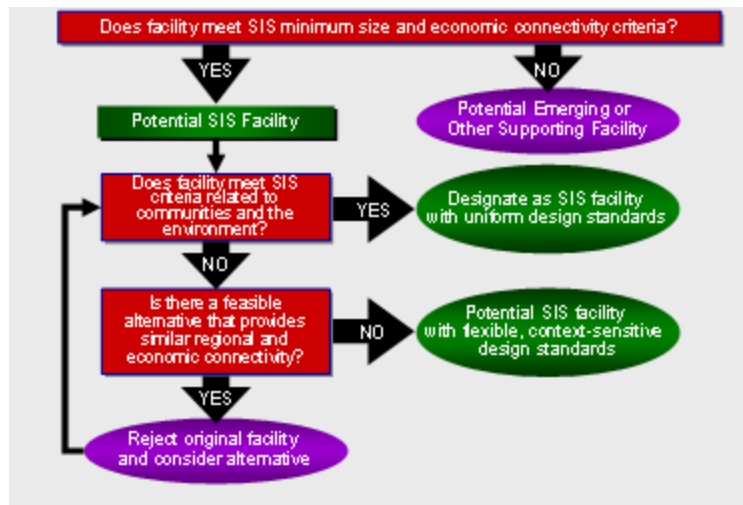 Does facility meet SIS minimum size and economic connectivity criteria?
YES
NO
Potential SIS Facility
Potential Emerging or
Other Supporting Facility
Does facility meet SIS
criteria related to
communities and the
environment?
YES
Designate as SIS facility
with uniform design standards
NO
Is there a feasible
alternative that provides
similar regional and
economic connectivity?
NO
Potential SIS facility
with flexible, context-sensitive
design standards
YES
Reject original facility
and consider alternative